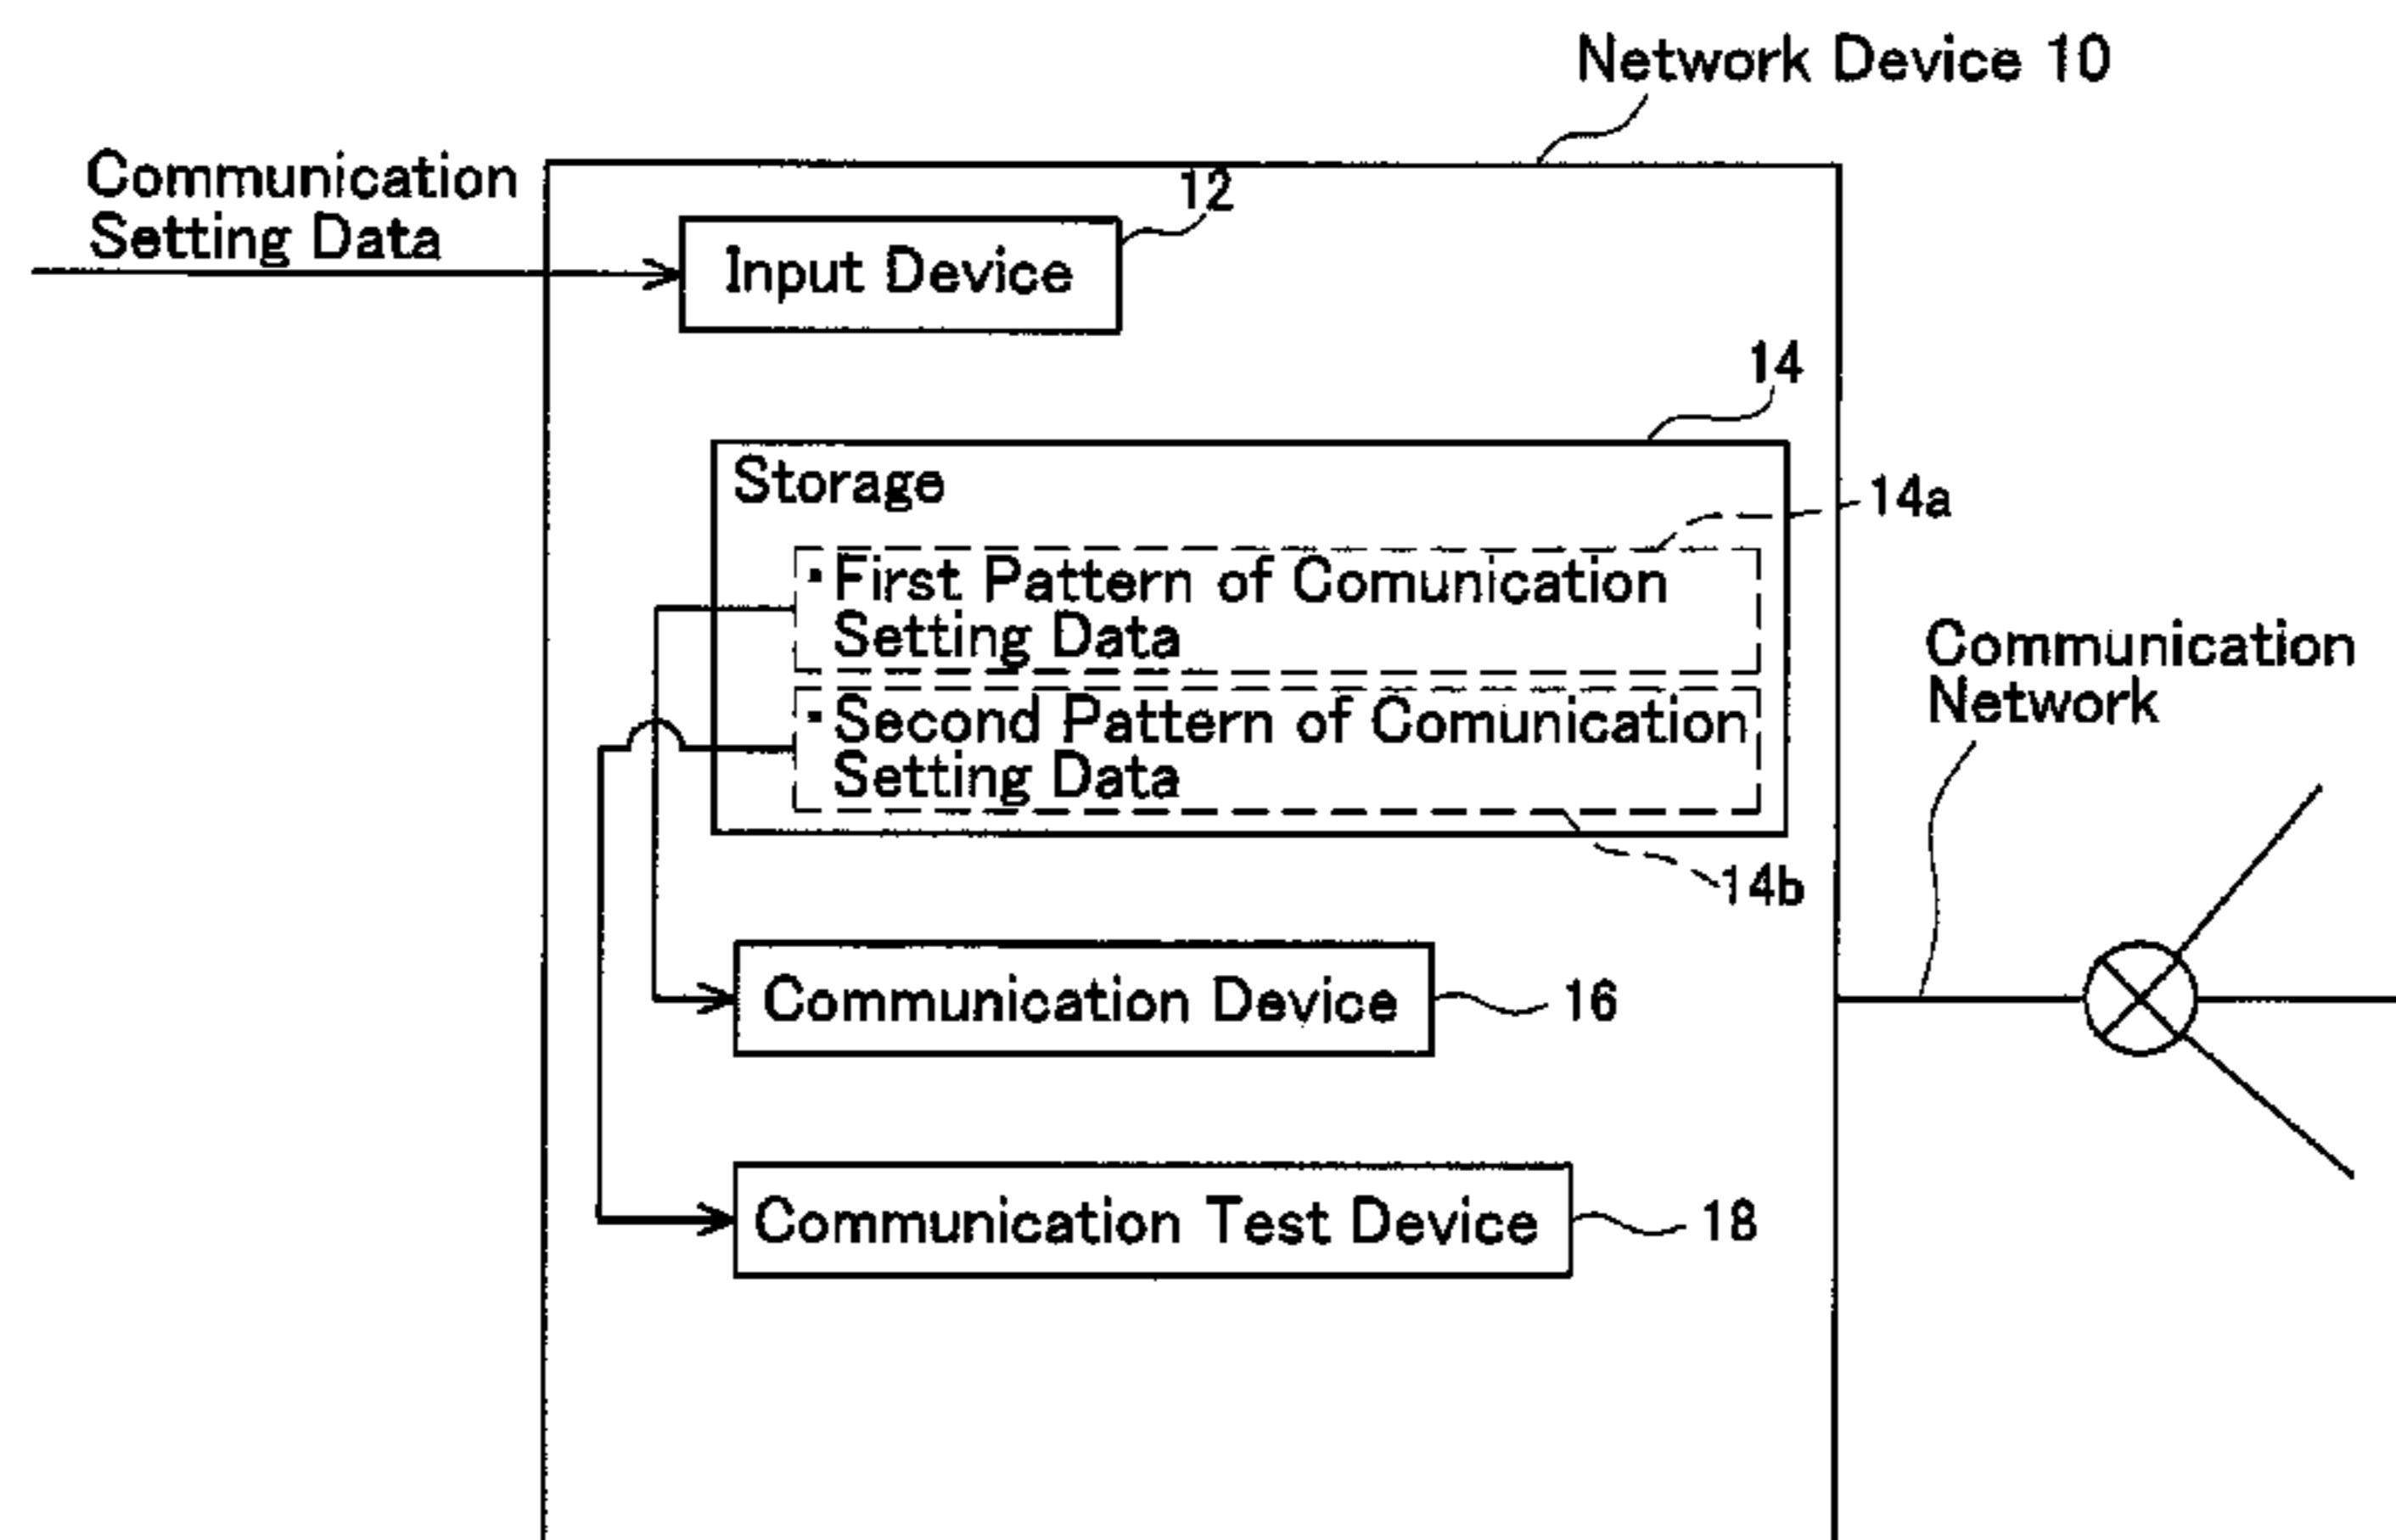 Network Device 10
Communication
Setting Data
12
Input Device
14
Storage
14a
▪First Pattern of Comunication
Setting Data
▪Second Pattern of Comunication
Setting Data
14b
Communication
Network
Communication Device
16
Communication Test Device
18